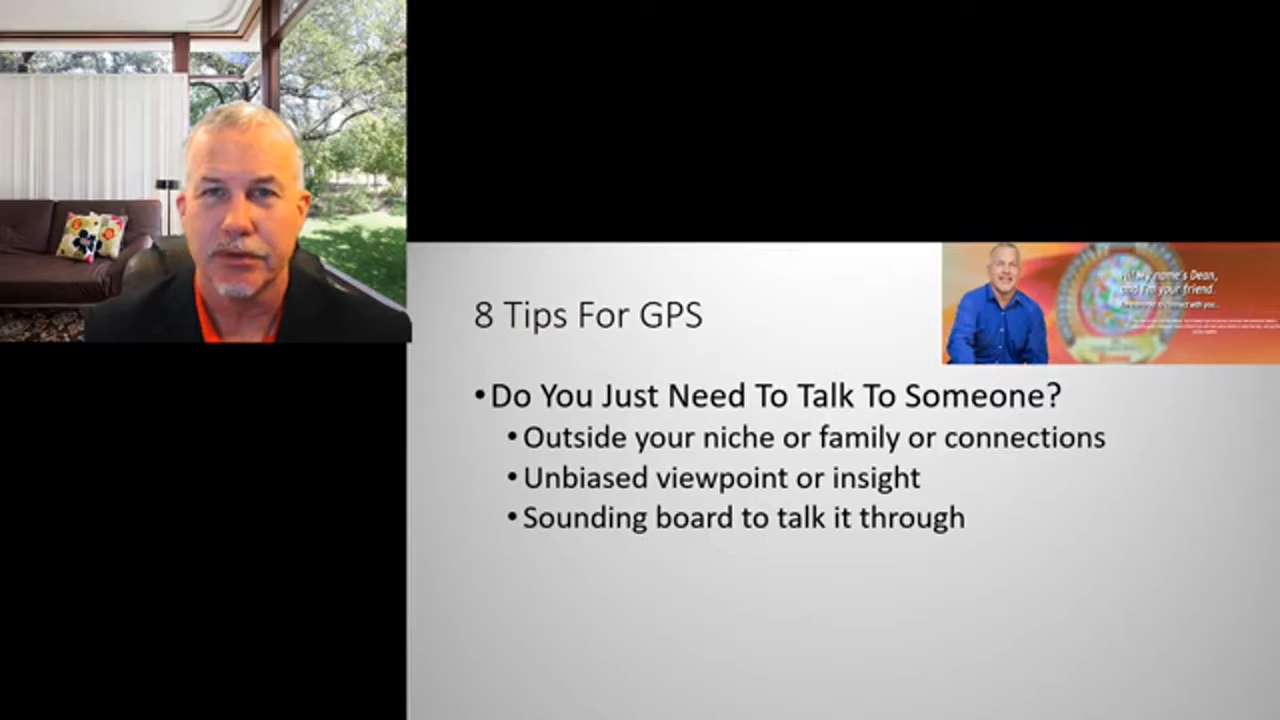 8 Tips For GPS
Hi! My name's Dean,
and I'm your friend.
•Do You Just Need To Talk To Someone?
•Outside your niche or family or connections
•Unbiased viewpoint or insight
•Sounding board to talk it through